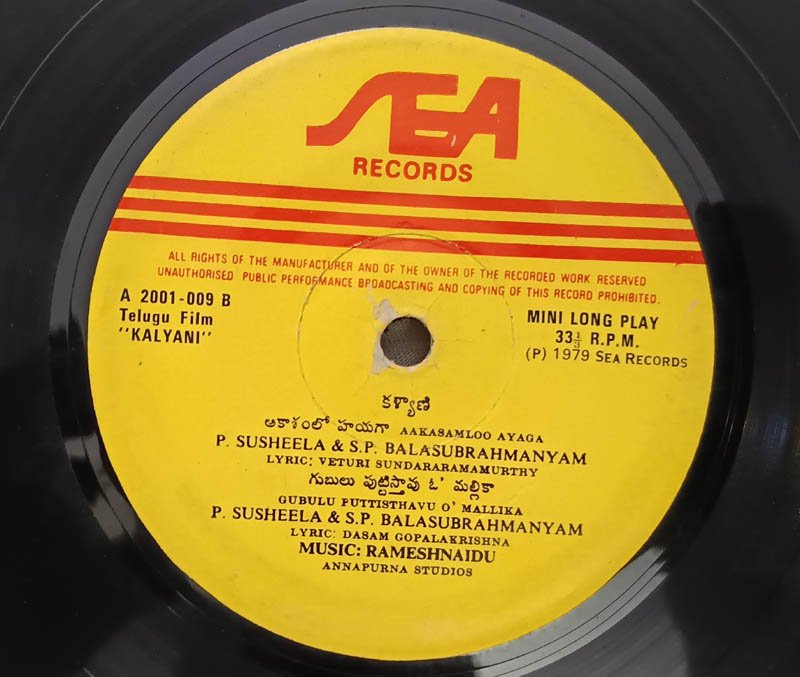 SEA
RECORDS
ALL RIGHTS OF THE MANUFACTURER AND OF THE OWNER OF THE RECORDED WORK RESERVED
UNAUTHORISED PUBLIC PERFORMANCE BROADCASTING AND COPYING OF THIS RECORD PROHIBITED.
A 2001-009 B
Telugu Film
"KALYANI"
MINI LONG PLAY
33⅓ R.P.M.
(P) 1979 SEA RECORDS
కళ్యాణి
ఆకాశంలో హయగా AAKASAMLOO AYAGA
P. SUSHEELA & S.P. BALASUBRAHMANYAM
LYRIC: VETURI SUNDARARAMAMURTHY
గుబులు పుట్టిస్తావు ఓ' మల్లికా
GUBULU PUTTISTHAVU O' MALLIKA
P. SUSHEELA & S.P. BALASUBRAHMANYAM
LYRIC: DASAM GOPALAKRISHNA
MUSIC: RAMESHNAIDU
ANNAPURNA STUDIOS